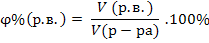 φ%(р.в.) = V (р.в.) / V(р − ра) .100%